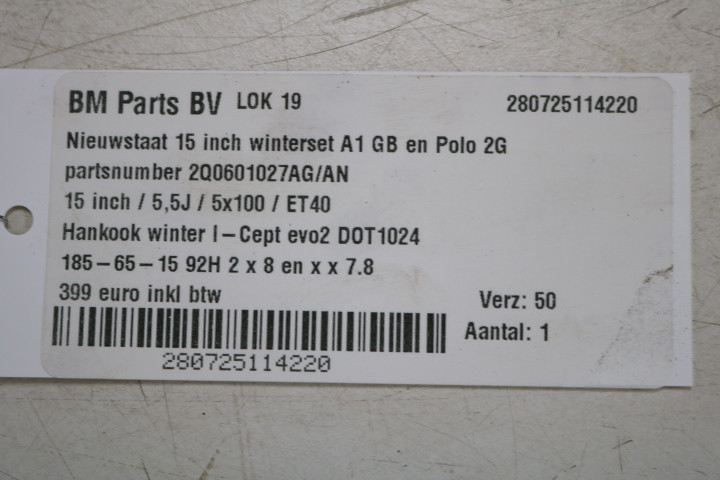 BM Parts BV LOK 19 280725114220
Nieuwstaat 15 inch winterset A1 GB en Polo 2G
partsnumber 2Q0601027AG/AN
15 inch / 5,5J / 5x100 / ET40
Hankook winter I-Cept evo2 DOT1024
185-65-15 92H 2 x 8 en x x 7.8
399 euro inkl btw
Verz: 50
Aantal: 1
280725114220